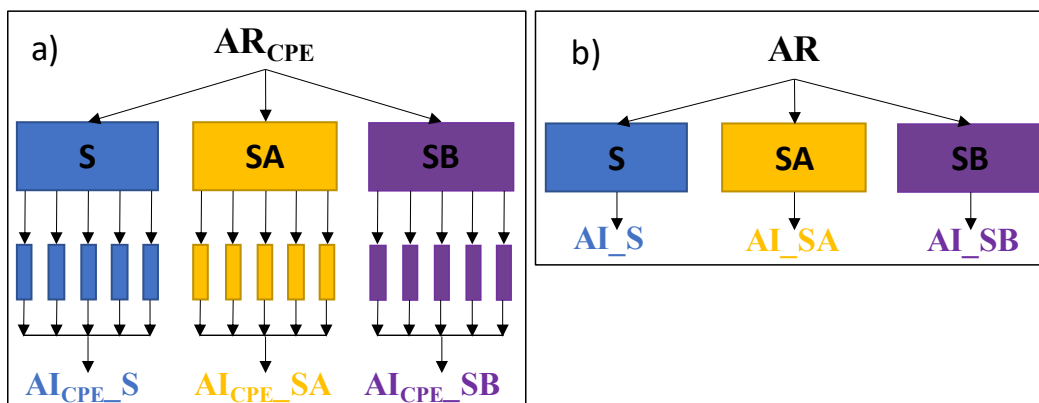 a)
AR_CPE
S
SA
SB
AI_CPE_S
AI_CPE_SA
AI_CPE_SB
b)
AR
S
SA
SB
AI_S
AI_SA
AI_SB